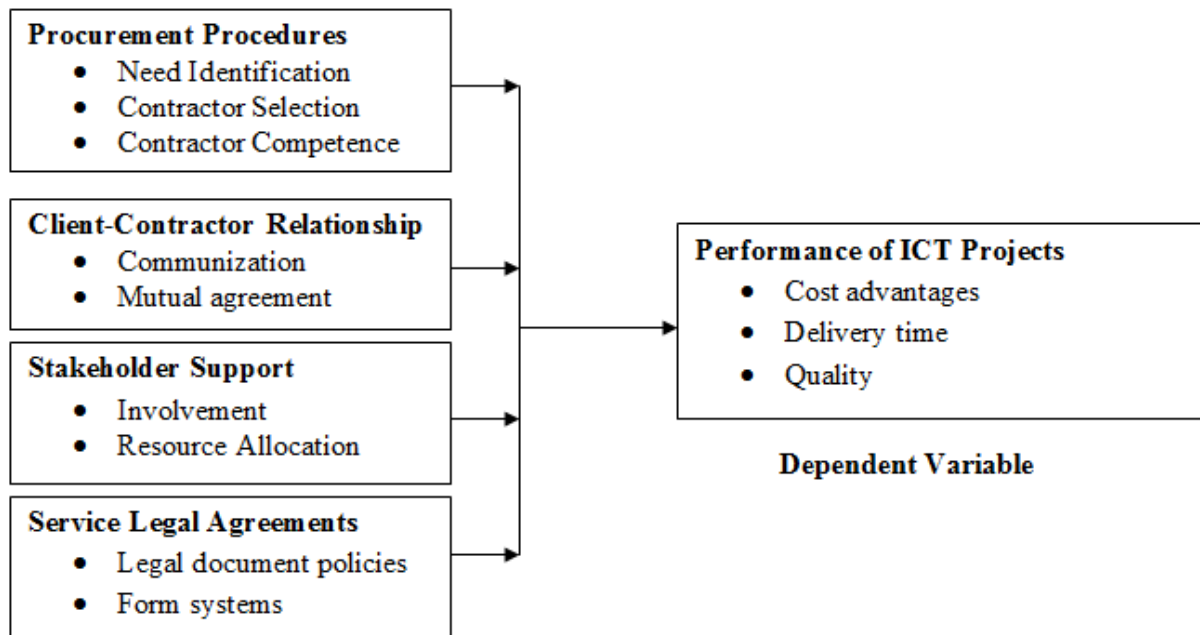 Procurement Procedures
• Need Identification
• Contractor Selection
• Contractor Competence
Client-Contractor Relationship
• Communization
• Mutual agreement
Stakeholder Support
• Involvement
• Resource Allocation
Service Legal Agreements
• Legal document policies
• Form systems
Performance of ICT Projects
• Cost advantages
• Delivery time
• Quality
Dependent Variable